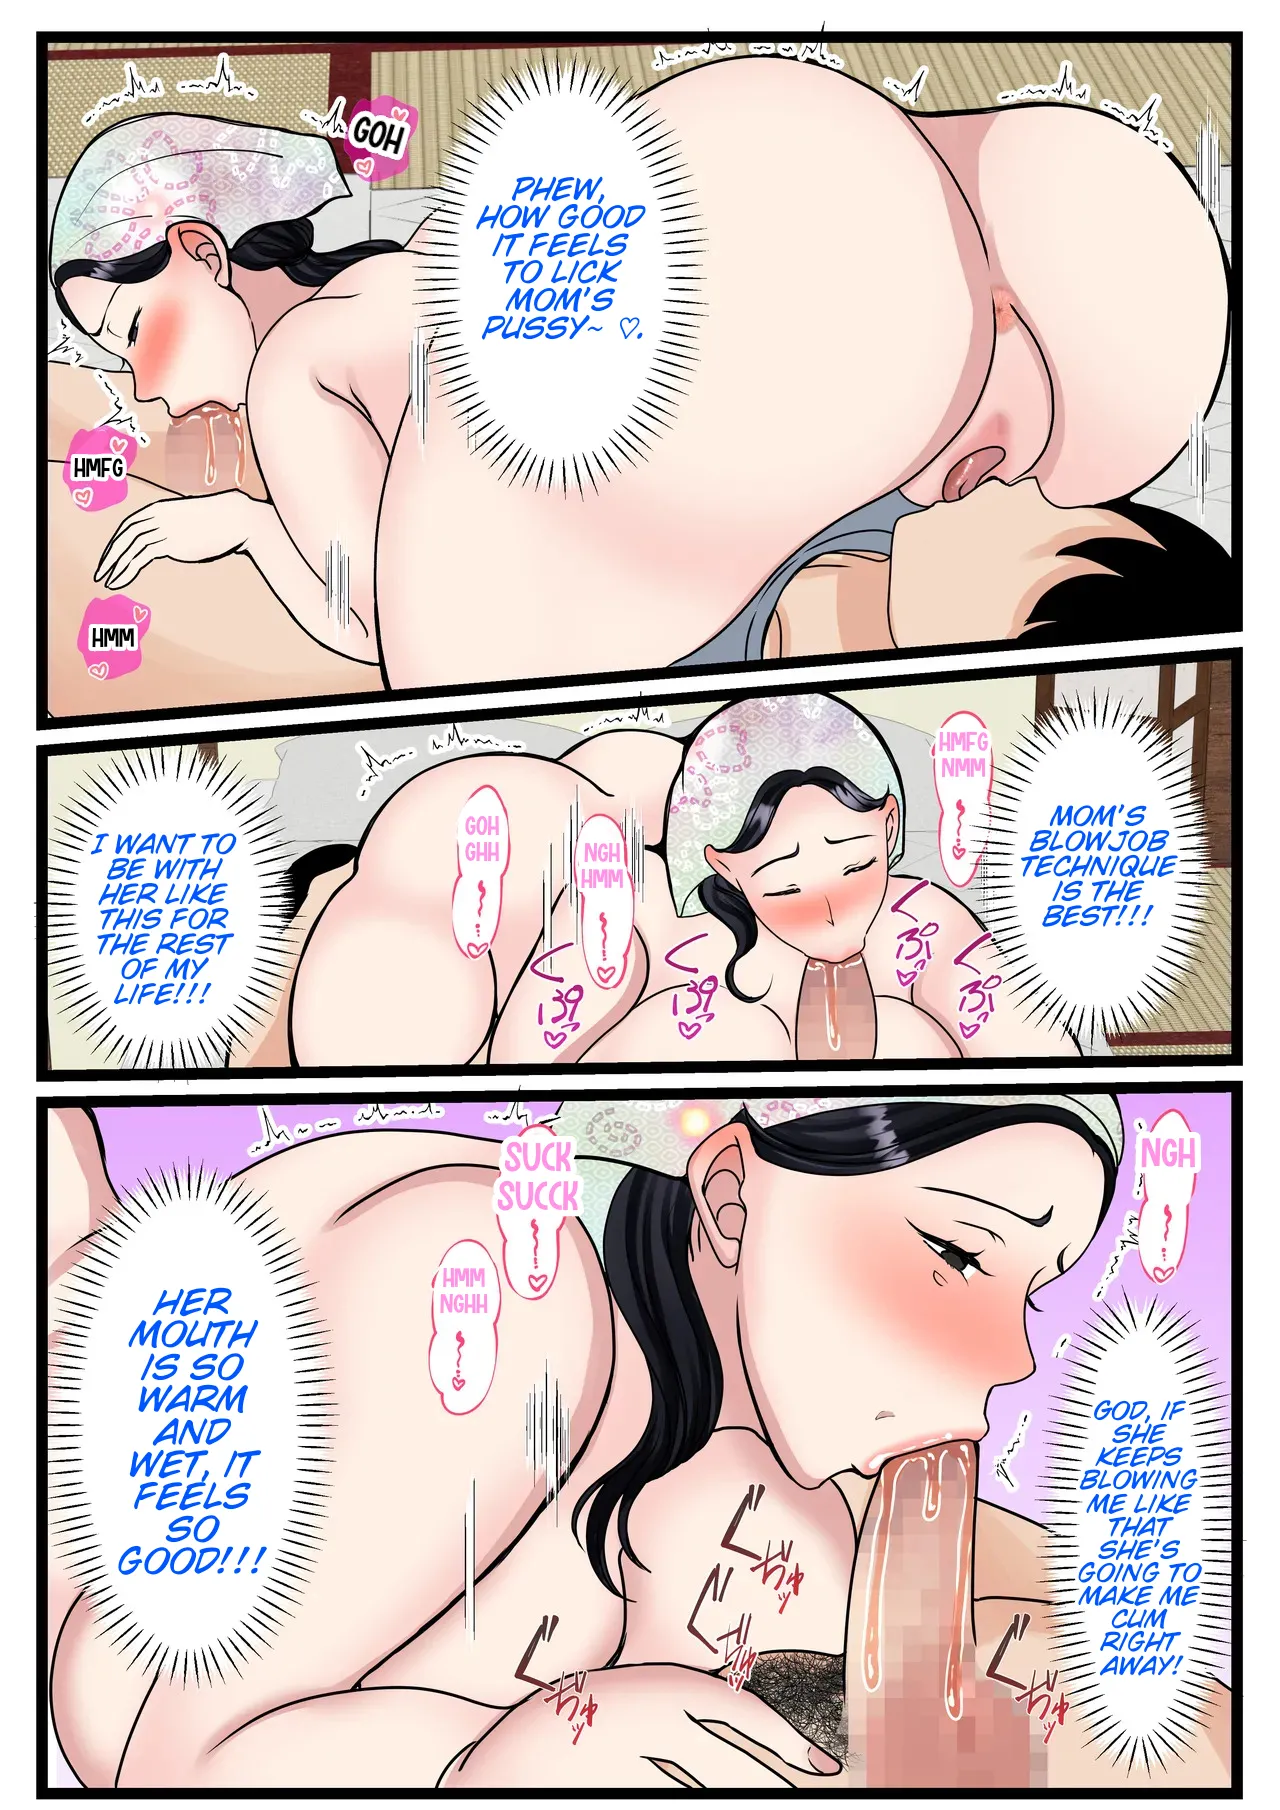 GOH
PHEW,
HOW GOOD
IT FEELS
TO LICK
MOM'S
PUSSY~ ♡.
HMFG
HMM
I WANT TO
BE WITH
HER LIKE
THIS FOR
THE REST
OF MY
LIFE!!!
GOH
GHH
NGH
HMM
HMFG
NMM
MOM'S
BLOWJOB
TECHNIQUE
IS THE
BEST!!!
SUCK
SUCCK
NGH
HMM
NGHH
HER
MOUTH
IS SO
WARM
AND
WET, IT
FEELS
SO
GOOD!!!
GOD, IF
SHE
KEEPS
BLOWING
ME LIKE
THAT
SHE'S
GOING TO
MAKE ME
CUM
RIGHT
AWAY!